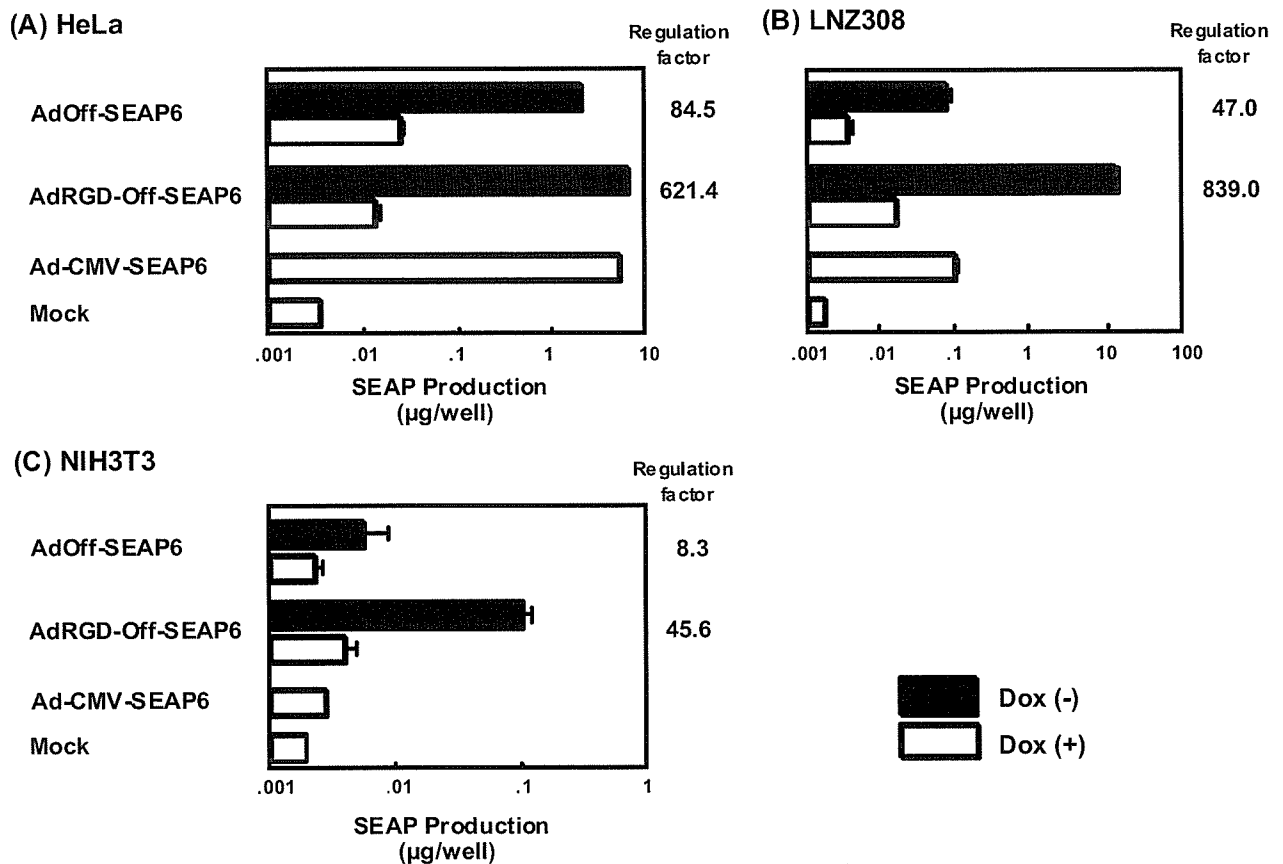 (A) HeLa
Regulation
factor
AdOff-SEAP6
84.5
AdRGD-Off-SEAP6
621.4
Ad-CMV-SEAP6
Mock
.001 .01 .1 1 10
SEAP Production
(µg/well)
(B) LNZ308
Regulation
factor
47.0
839.0
.001 .01 .1 1 10 100
SEAP Production
(µg/well)
(C) NIH3T3
Regulation
factor
AdOff-SEAP6
8.3
AdRGD-Off-SEAP6
45.6
Ad-CMV-SEAP6
Mock
.001 .01 .1 1
SEAP Production
(µg/well)
Dox (-)
Dox (+)